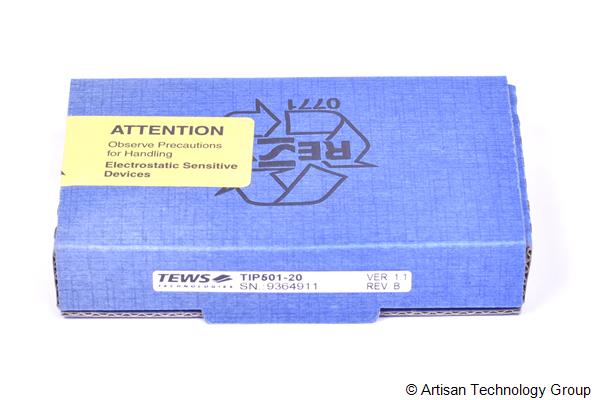 0771
RESY
ATTENTION
Observe Precautions
for Handling
Electrostatic Sensitive
Devices
TEWS
TECHNOLOGIES
TIP501-20
SN.:9364911
VER: 1.1
REV. B
© Artisan Technology Group